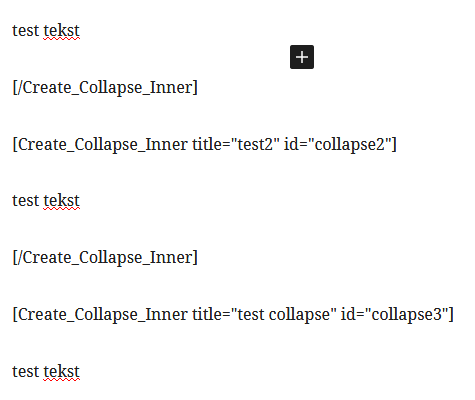 test tekst
[/Create_Collapse_Inner]
[Create_Collapse_Inner title="test2" id="collapse2"]
test tekst
[/Create_Collapse_Inner]
[Create_Collapse_Inner title="test collapse" id="collapse3"]
test tekst